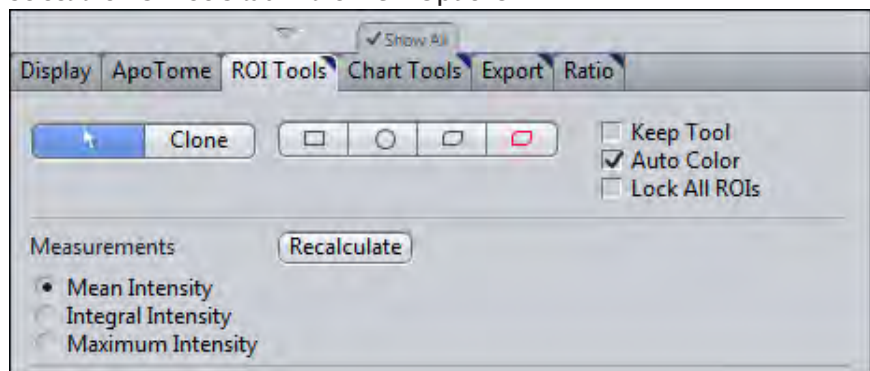 Show All
Display ApoTome ROI Tools Chart Tools Export Ratio
Clone
Keep Tool
Auto Color
Lock All ROIs
Measurements Recalculate
Mean Intensity
Integral Intensity
Maximum Intensity